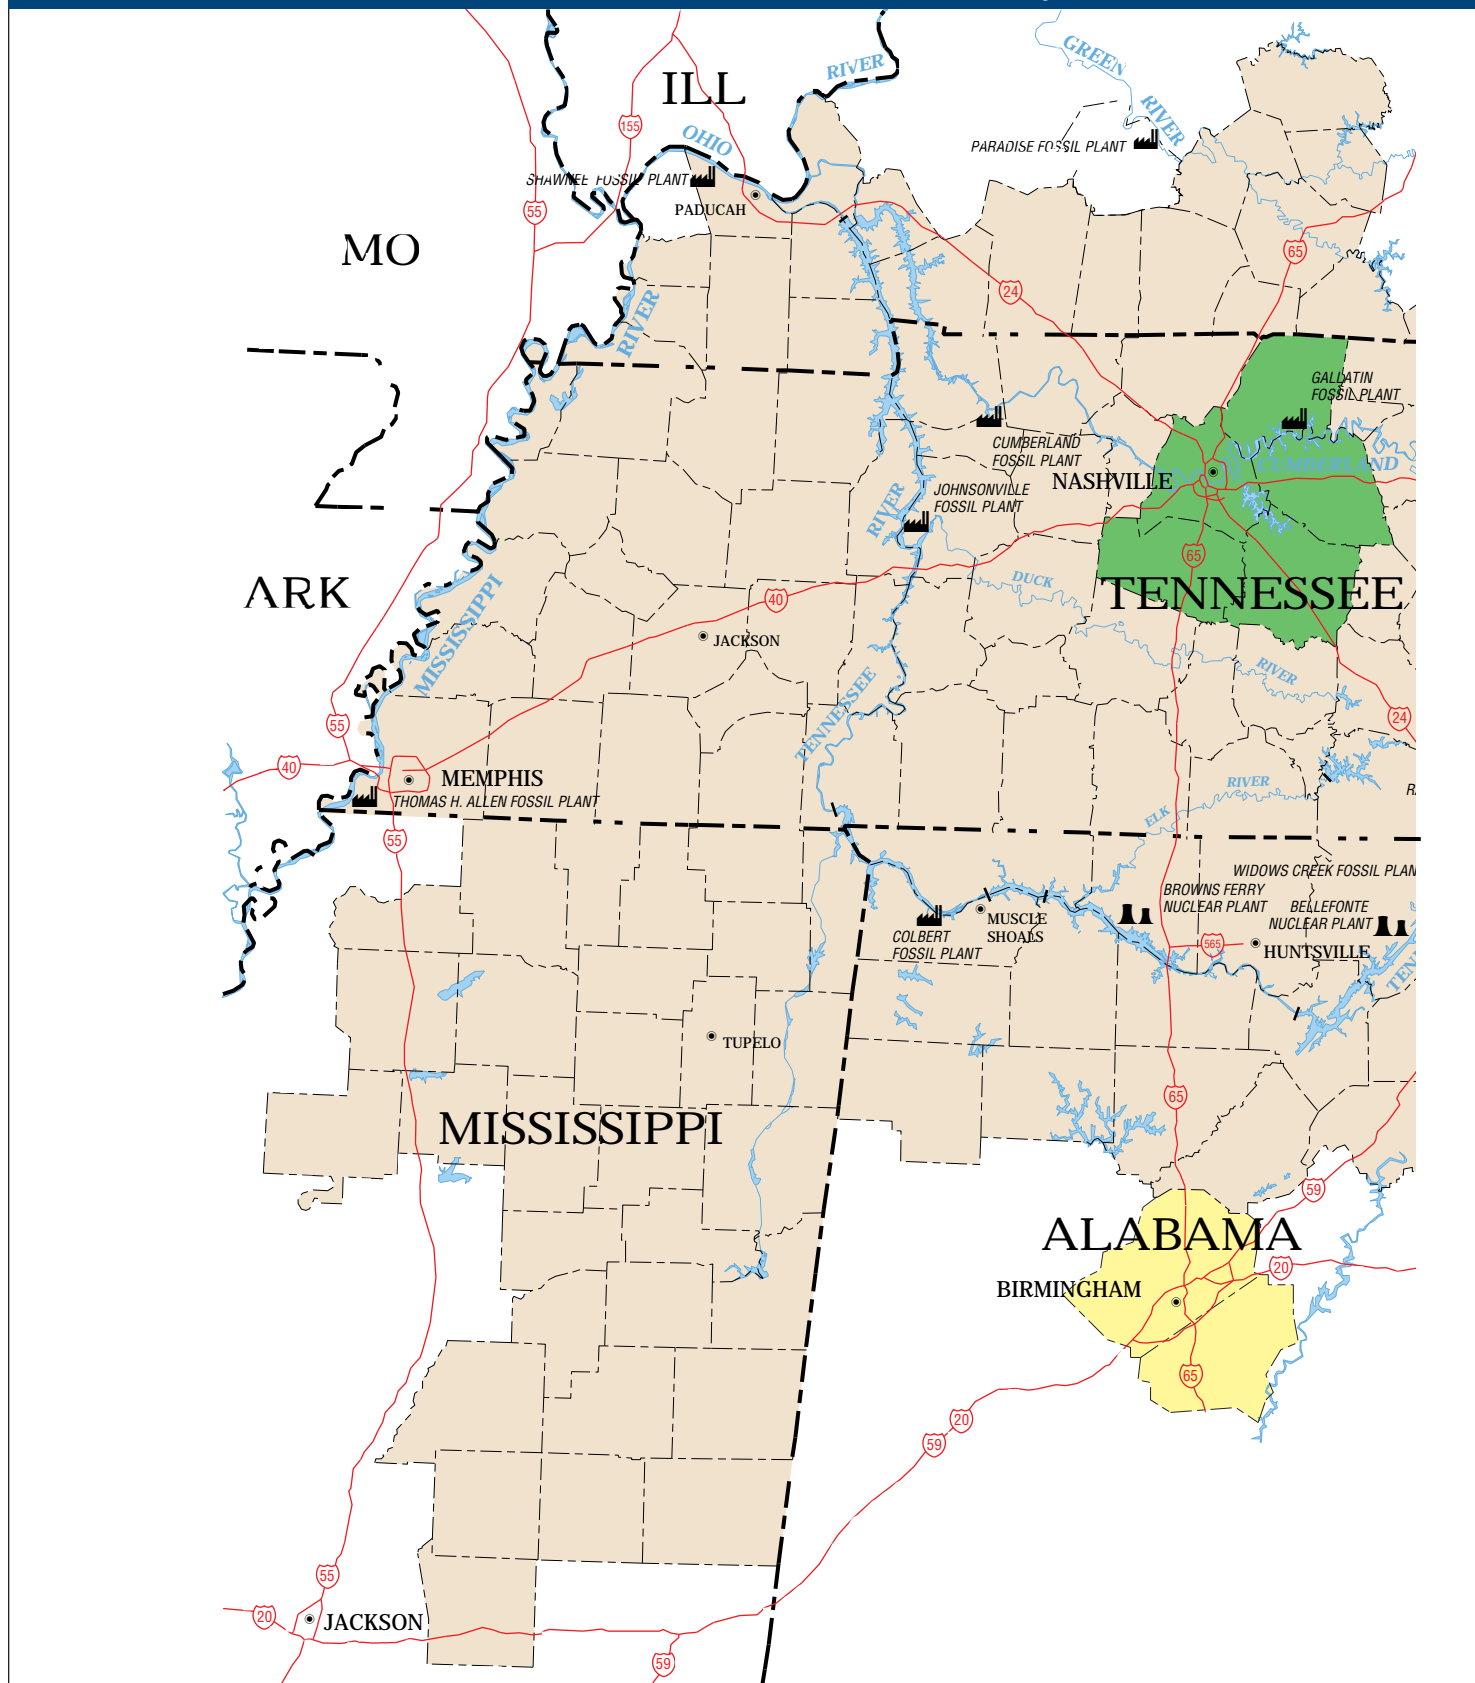 ILL
RIVER
GREEN
RIVER
155
OHIO
PARADISE FOSSIL PLANT
SHAWNEE FOSSIL PLANT
PADUCAH
55
MO
65
24
RIVER
GALLATIN
FOSSIL PLANT
CUMBERLAND
FOSSIL PLANT
CUMBERLAND
NASHVILLE
JOHNSONVILLE
FOSSIL PLANT
RIVER
65
DUCK
ARK
TENNESSEE
40
MISSISSIPPI
JACKSON
RIVER
TENNESSEE
55
24
40
MEMPHIS
THOMAS H. ALLEN FOSSIL PLANT
RIVER
ELK
55
WIDOWS CREEK FOSSIL PLAN
BROWNS FERRY
NUCLEAR PLANT
BELLEFONTE
NUCLEAR PLANT
MUSCLE
SHOALS
COLBERT
FOSSIL PLANT
565
HUNTSVILLE
TEN
TUPELO
65
MISSISSIPPI
59
ALABAMA
20
BIRMINGHAM
65
20
59
55
20
JACKSON
59